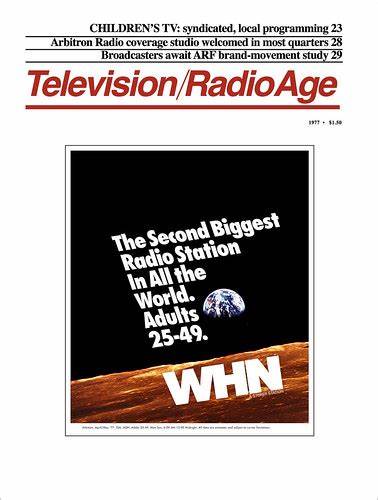 CHILDREN'S TV: syndicated, local programming 23
Arbitron Radio coverage studio welcomed in most quarters 28
Broadcasters await ARF brand-movement study 29
Television/RadioAge
1977 • $1.50
The Second Biggest
Radio Station
In All the
World.
Adults
25-49.
WHN